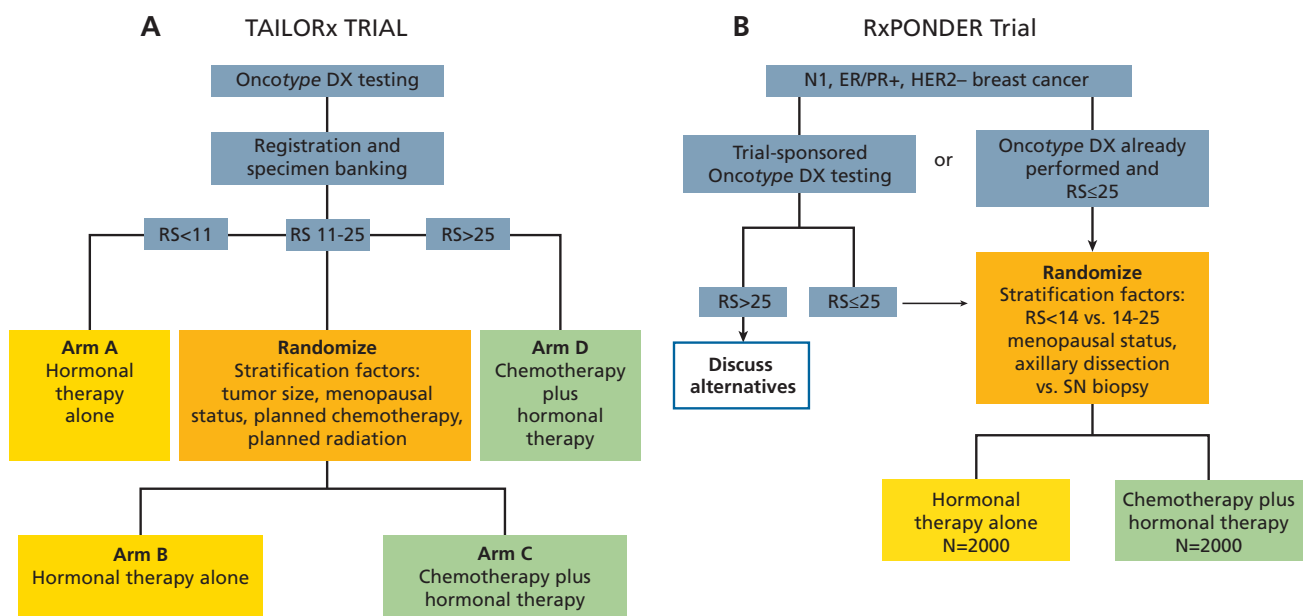 A
TAILORx TRIAL
Oncotype DX testing
Registration and
specimen banking
RS<11
RS 11-25
RS>25
Arm A
Hormonal
therapy
alone
Randomize
Stratification factors:
tumor size, menopausal
status, planned chemotherapy,
planned radiation
Arm D
Chemotherapy
plus
hormonal
therapy
Arm B
Hormonal therapy alone
Arm C
Chemotherapy plus
hormonal therapy
B
RxPONDER Trial
N1, ER/PR+, HER2– breast cancer
Trial-sponsored
Oncotype DX testing
or
Oncotype DX already
performed and
RS≤25
RS>25
RS≤25
Discuss
alternatives
Randomize
Stratification factors:
RS<14 vs. 14-25
menopausal status,
axillary dissection
vs. SN biopsy
Hormonal
therapy alone
N=2000
Chemotherapy plus
hormonal therapy
N=2000